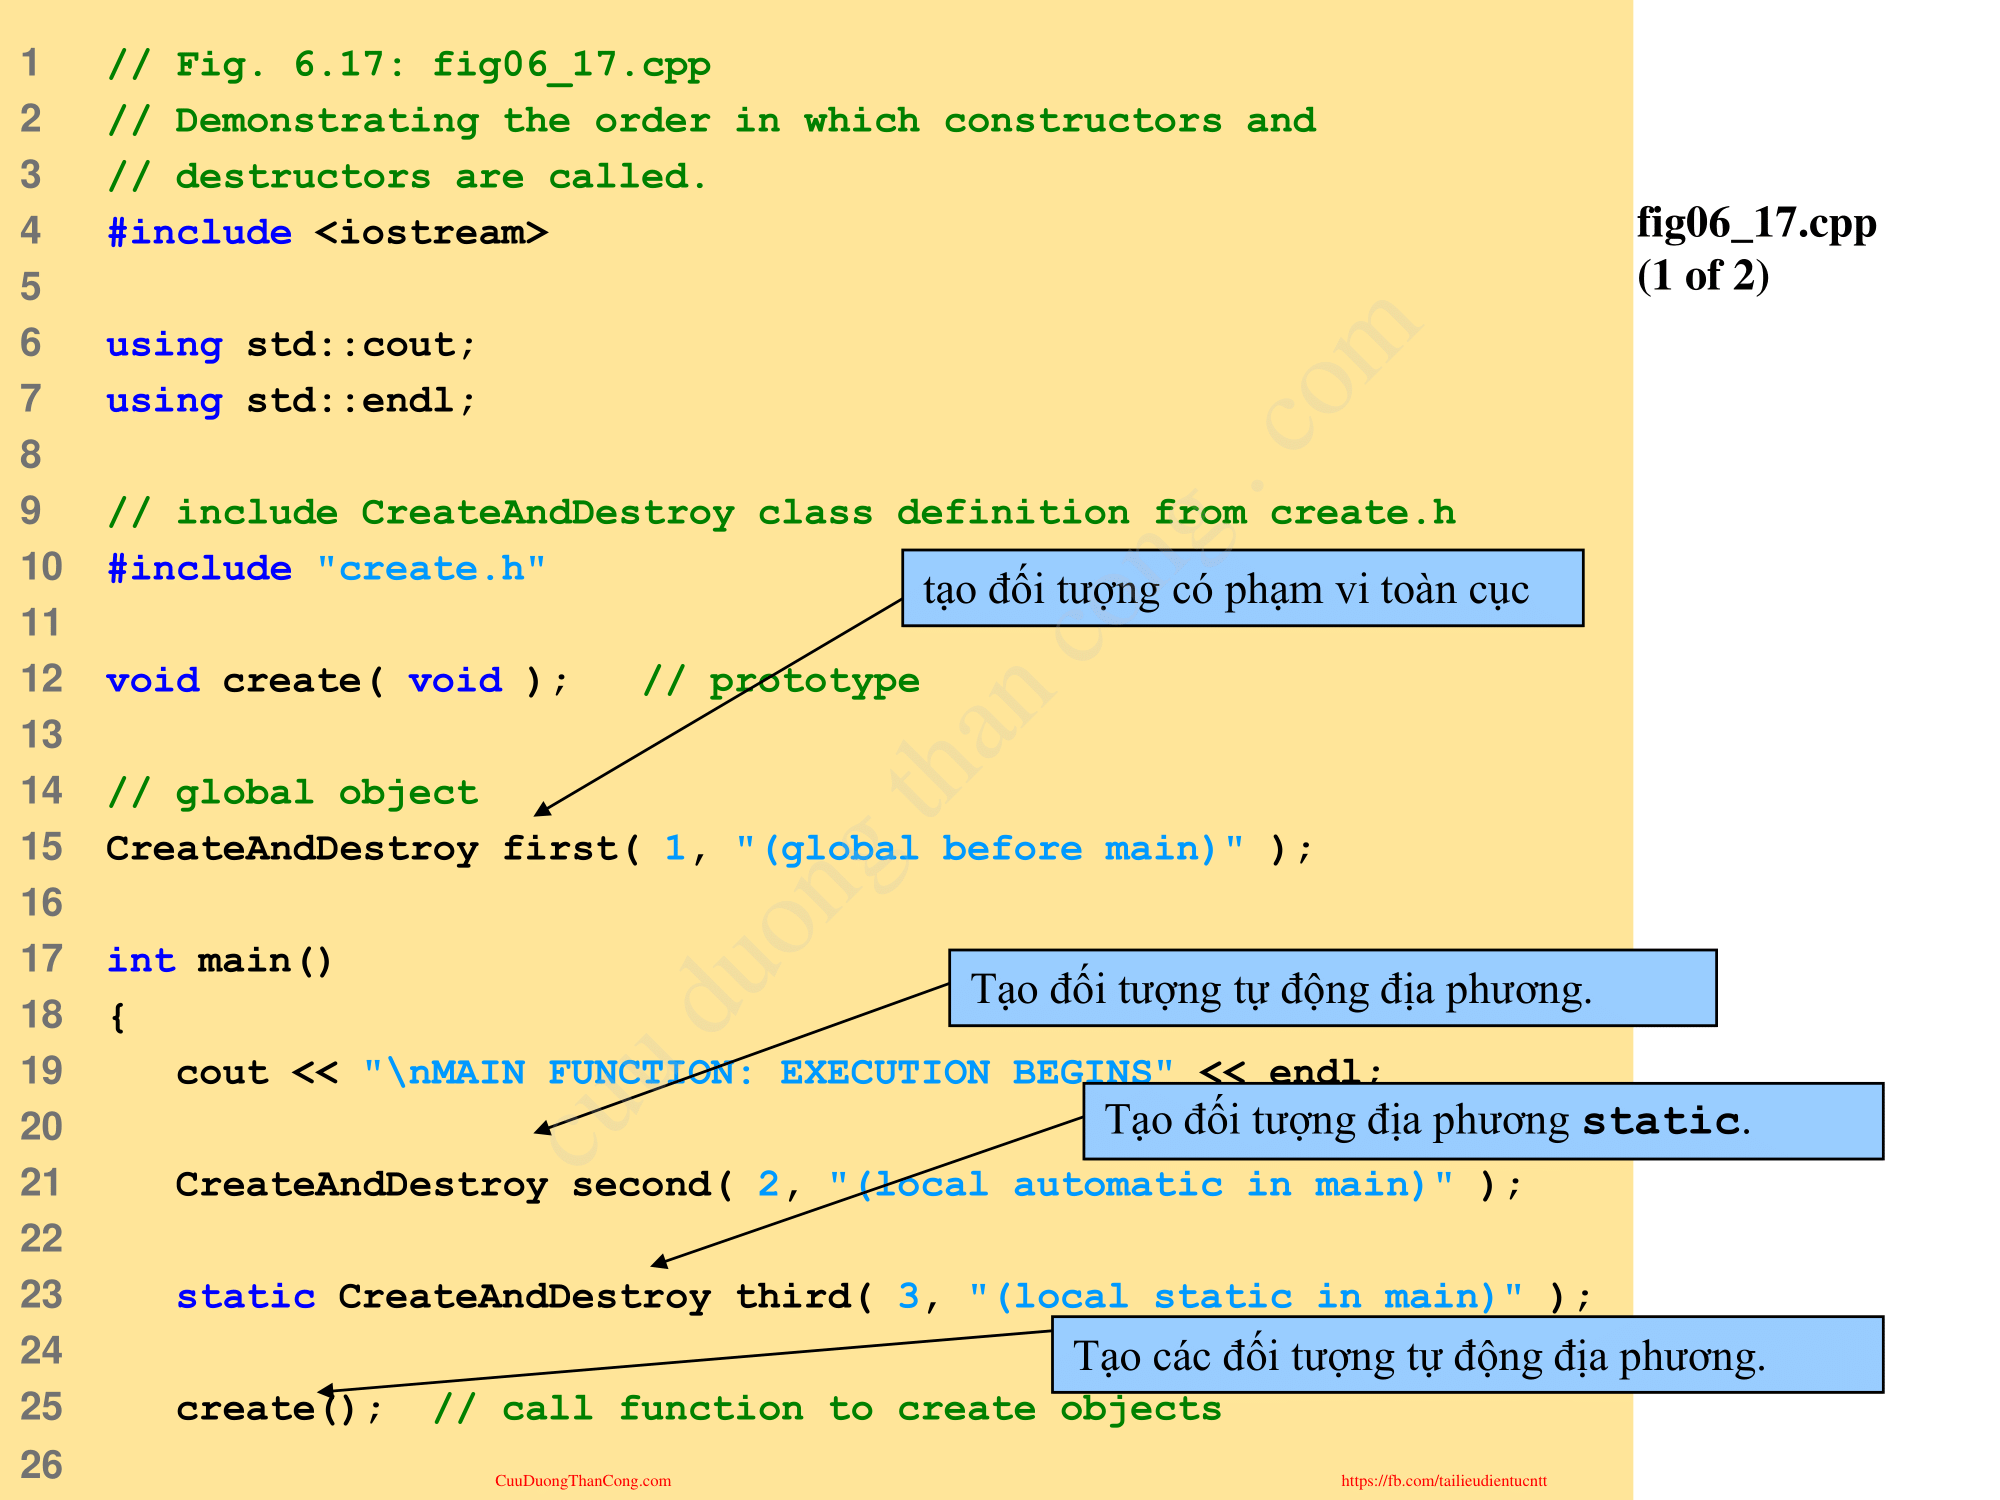 1 // Fig. 6.17: fig06_17.cpp
2 // Demonstrating the order in which constructors and
3 // destructors are called.
4 #include <iostream>
fig06_17.cpp
(1 of 2)
5
6 using std::cout;
7 using std::endl;
8
9 // include CreateAndDestroy class definition from create.h
10 #include "create.h"
tạo đối tượng có phạm vi toàn cục
11
12 void create( void ); // prototype
13
14 // global object
15 CreateAndDestroy first( 1, "(global before main)" );
16
17 int main()
Tạo đối tượng tự động địa phương.
18 {
19 cout << "\nMAIN FUNCTION: EXECUTION BEGINS" << endl;
Tạo đối tượng địa phương static.
20
21 CreateAndDestroy second( 2, "(local automatic in main)" );
22
23 static CreateAndDestroy third( 3, "(local static in main)" );
24
Tạo các đối tượng tự động địa phương.
25 create(); // call function to create objects
26
cuu duong than cong . com
CuuDuongThanCong.com
https://fb.com/tailieudientucntt